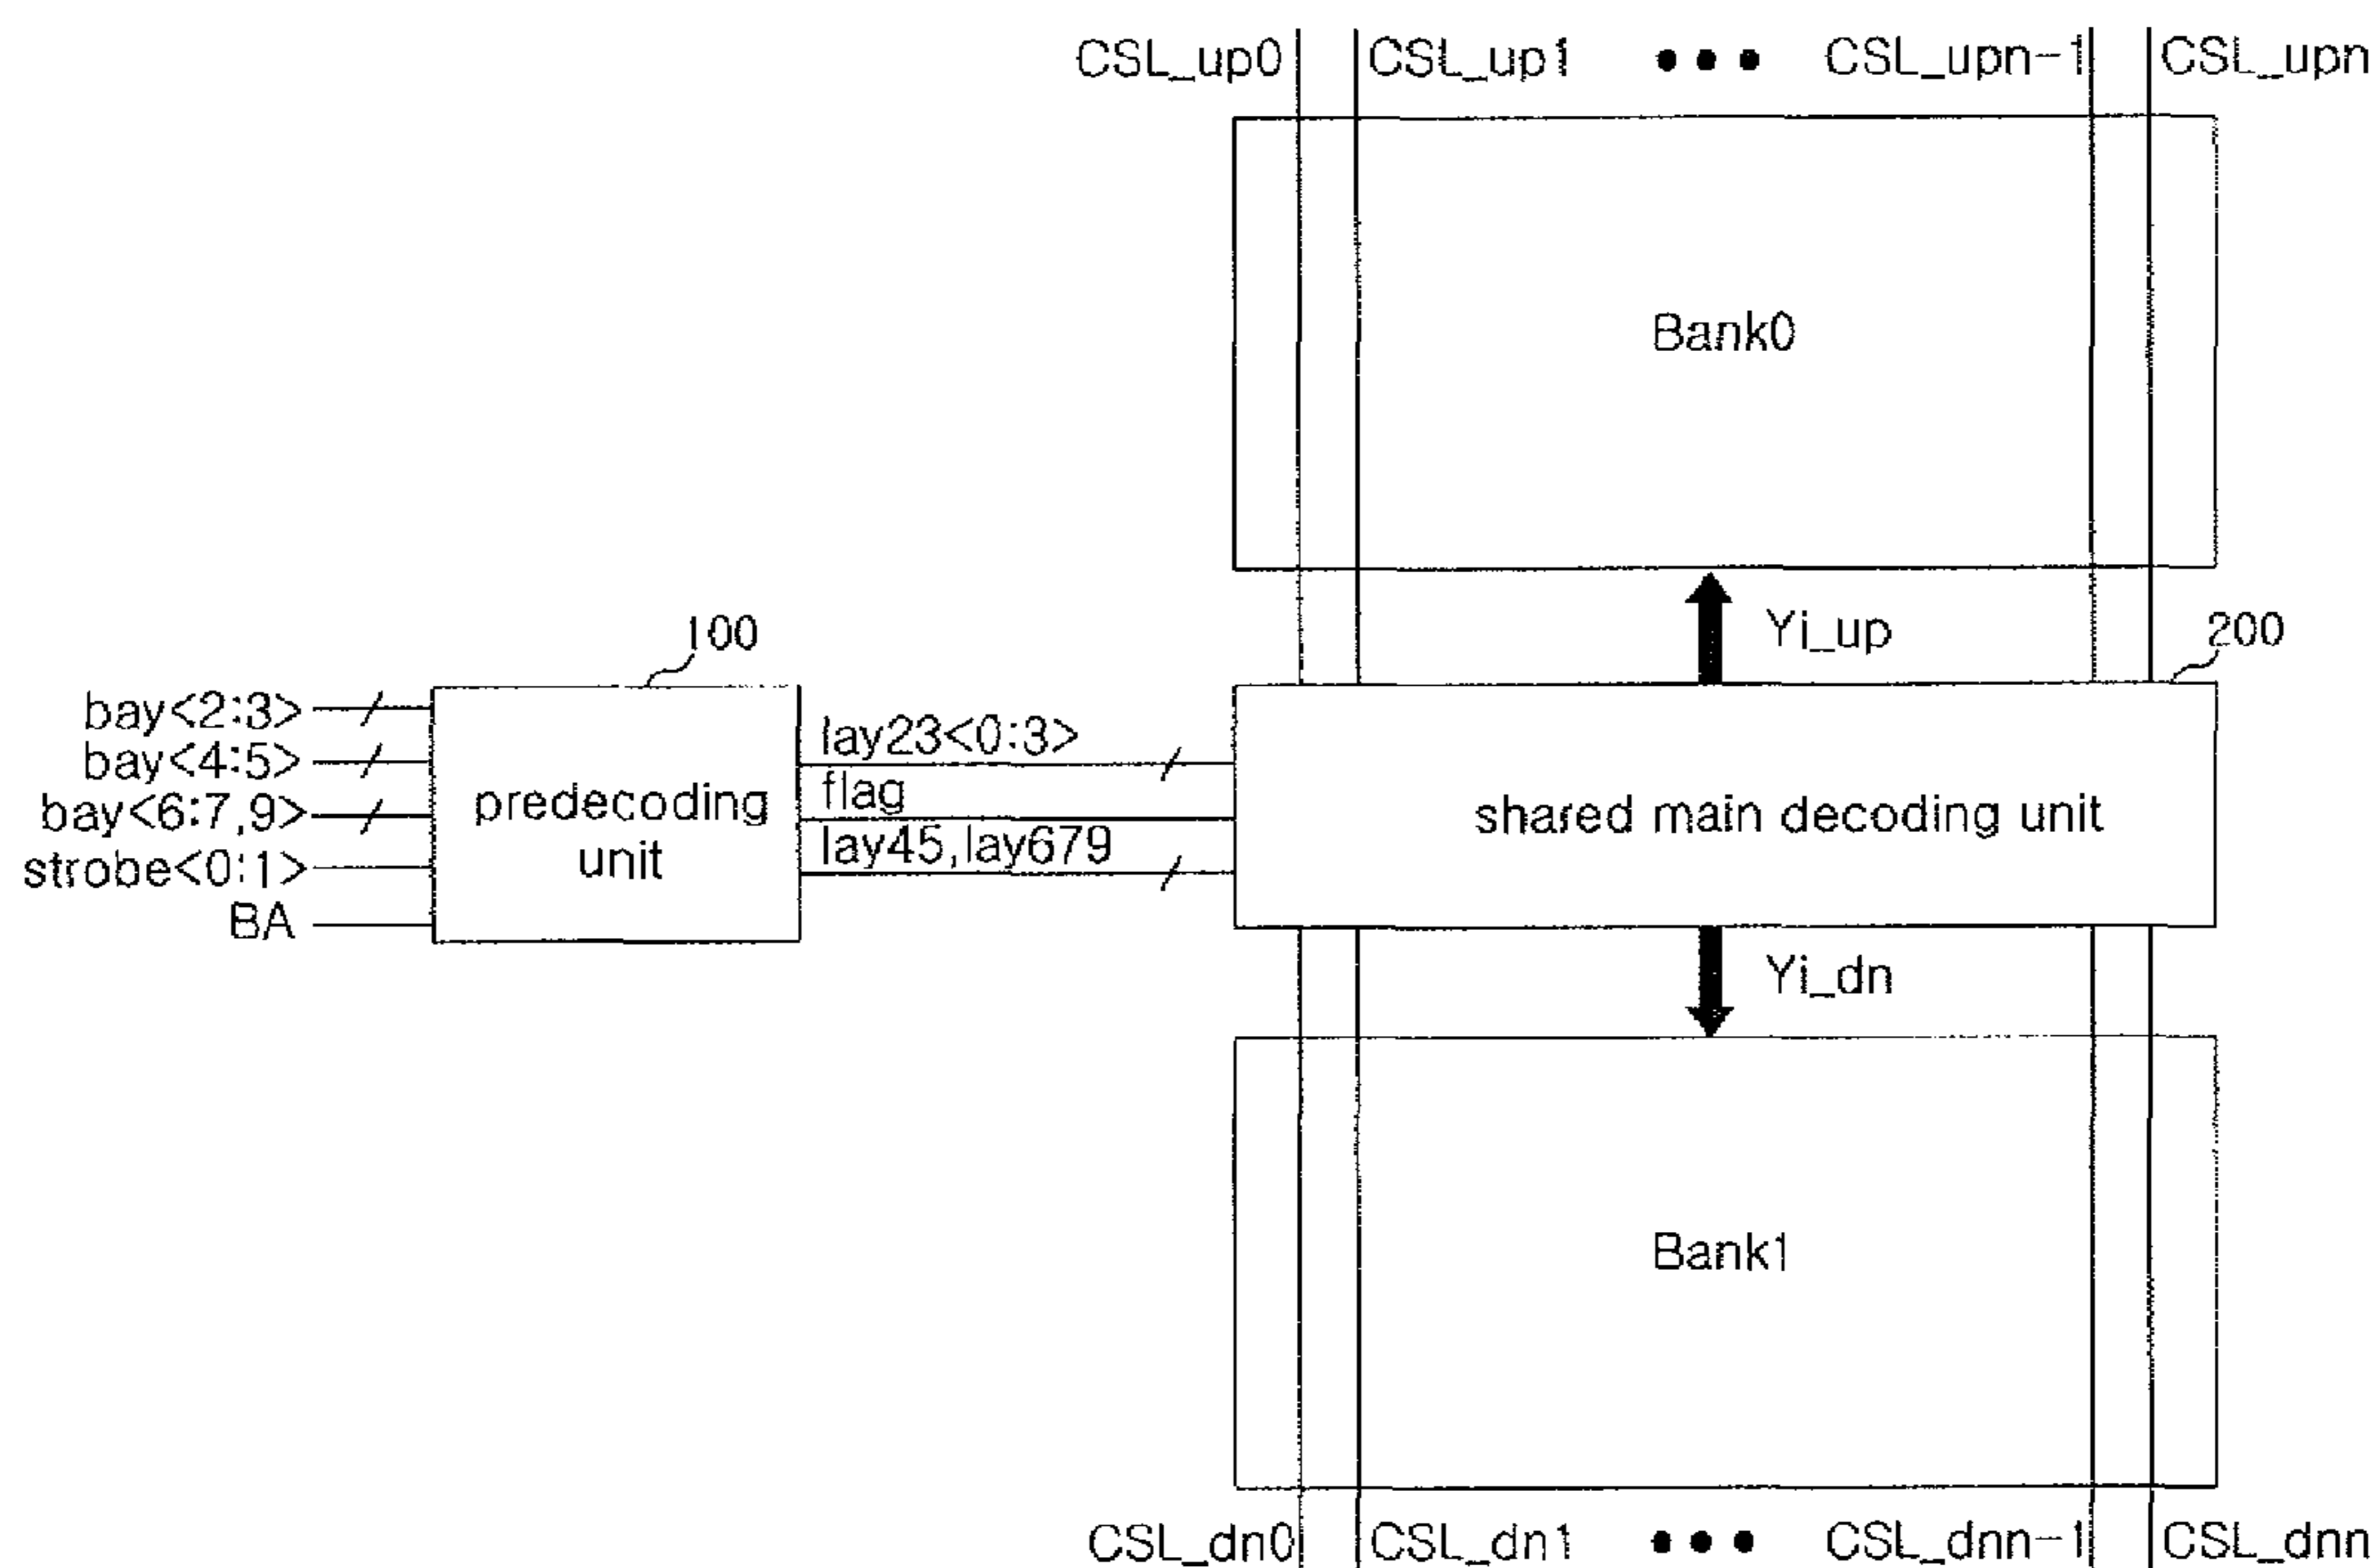 CSL_up0 CSL_up1 ••• CSL_upn-1 CSL_upn
Bank0
Yi_up
100
200
bay<2:3>
bay<4:5>
bay<6:7,9>
strobe<0:1>
BA
predecoding
unit
lay23<0:3>
flag
lay45,lay679
shared main decoding unit
Yi_dn
Bank1
CSL_dn0 CSL_dn1 ••• CSL_dnn-1 CSL_dnn